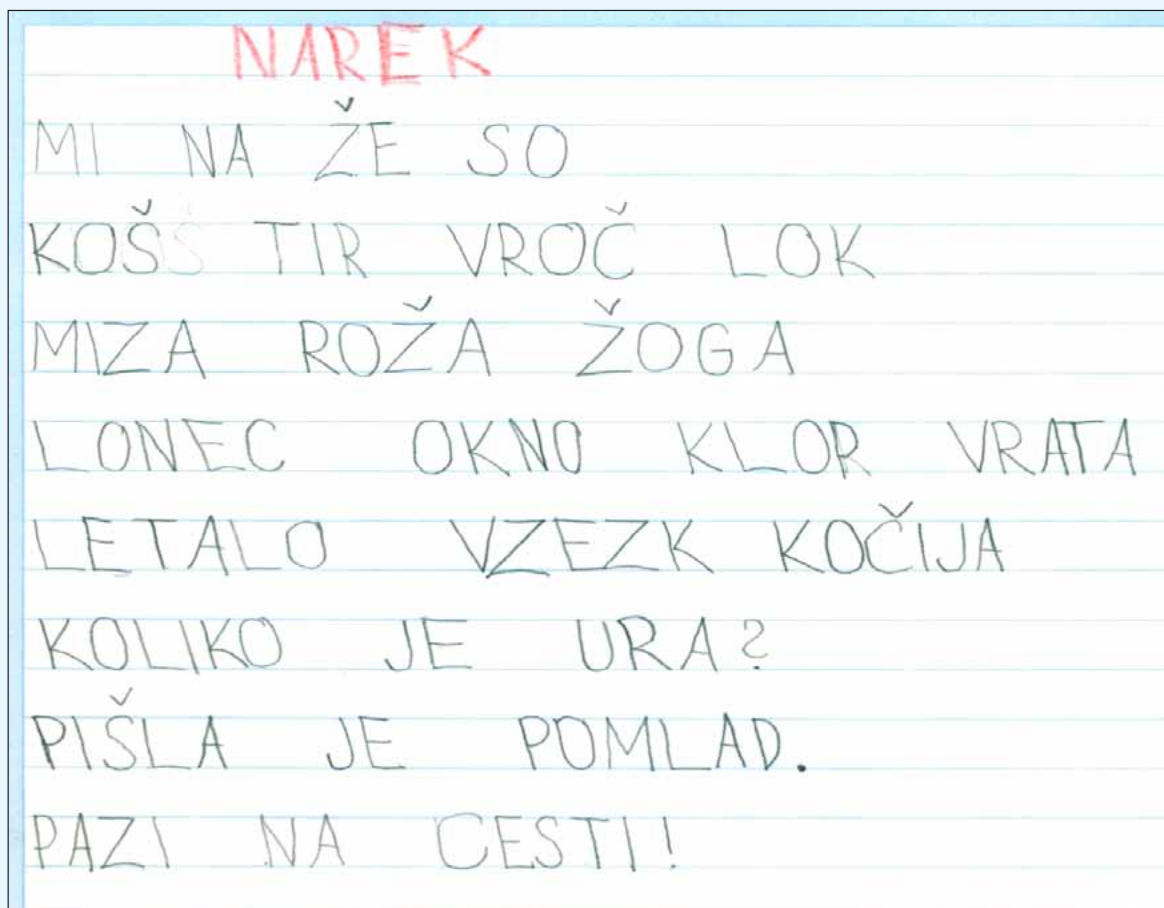 NAREK
MI NA ŽE SO
KOŠŠ TIR VROČ LOK
MIZA ROŽA ŽOGA
LONEC OKNO KLOR VRATA
LETALO VZEZK KOČIJA
KOLIKO JE URA?
PIŠLA JE POMLAD.
PAZI NA CESTI!